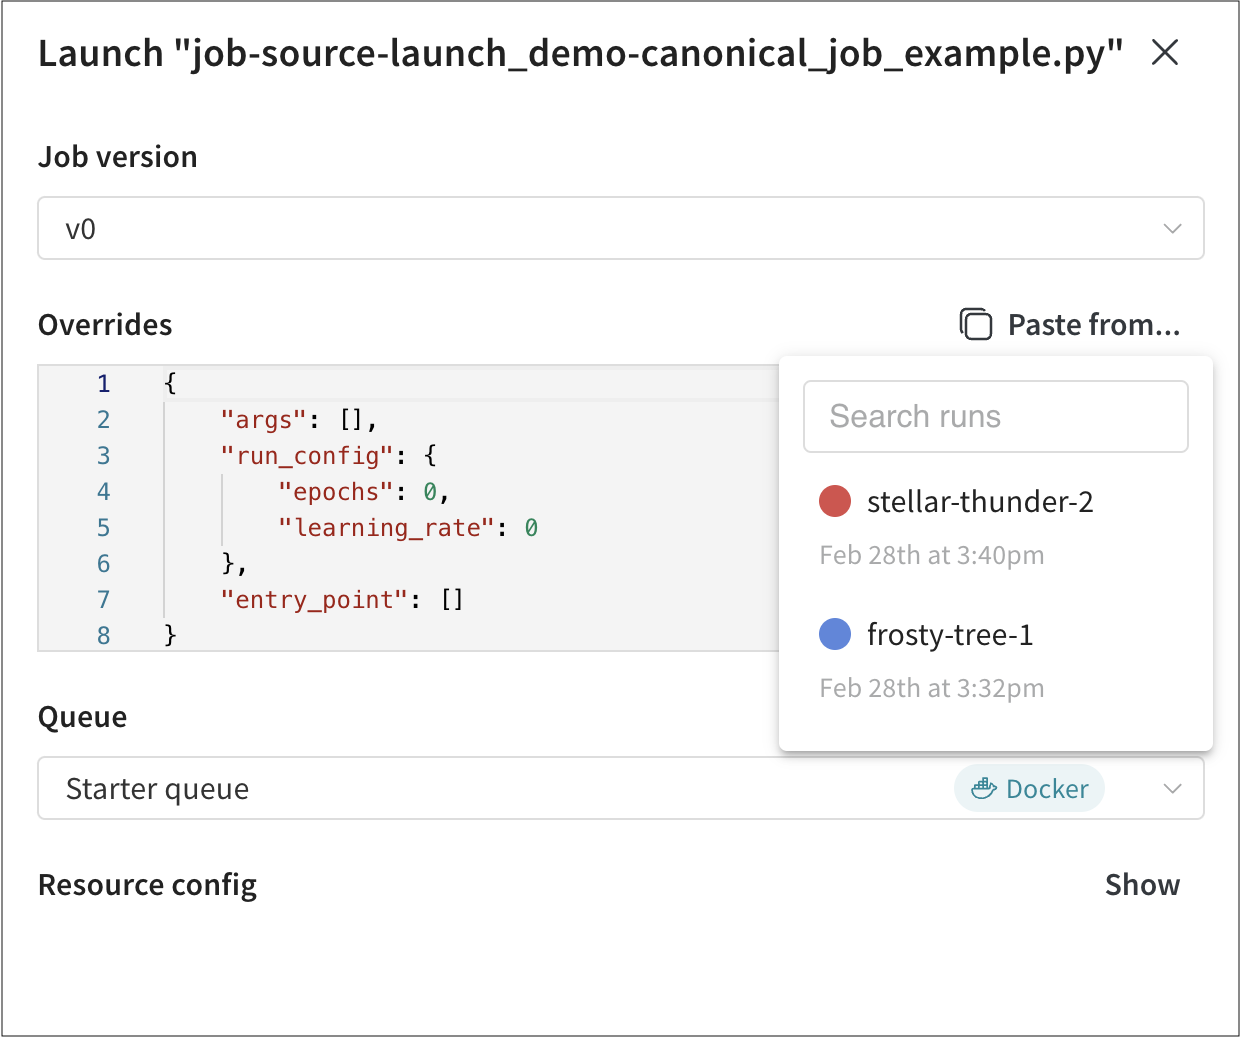 Launch "job-source-launch_demo-canonical_job_example.py"
Job version
v0
Overrides
Paste from...
1 {
2     "args": [],
3     "run_config": {
4         "epochs": 0,
5         "learning_rate": 0
6     },
7     "entry_point": []
8 }
Search runs
stellar-thunder-2
Feb 28th at 3:40pm
frosty-tree-1
Feb 28th at 3:32pm
Queue
Starter queue
Docker
Resource config
Show